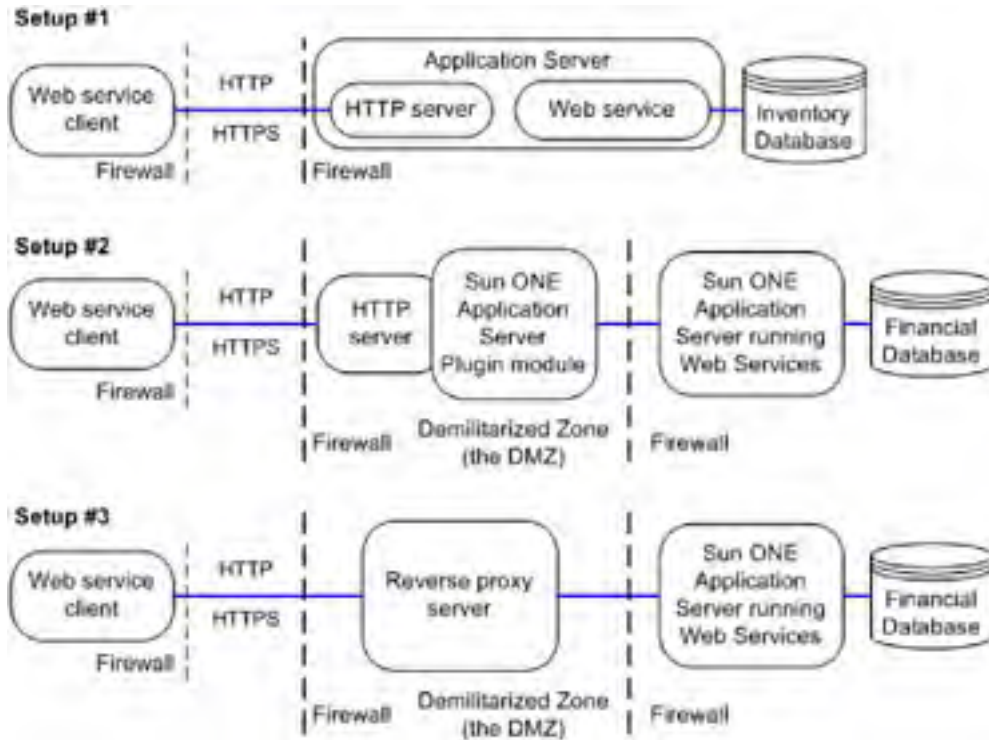 Setup #1
Web service
client
HTTP
HTTPS
Firewall
Firewall
Application Server
HTTP server
Web service
Inventory
Database
Setup #2
Web service
client
HTTP
HTTPS
Firewall
Firewall
HTTP
server
Sun ONE
Application
Server
Plugin module
Demilitarized Zone
(the DMZ)
Firewall
Sun ONE
Application
Server running
Web Services
Financial
Database
Setup #3
Web service
client
HTTP
HTTPS
Firewall
Firewall
Reverse proxy
server
Demilitarized Zone
(the DMZ)
Firewall
Sun ONE
Application
Server running
Web Services
Financial
Database